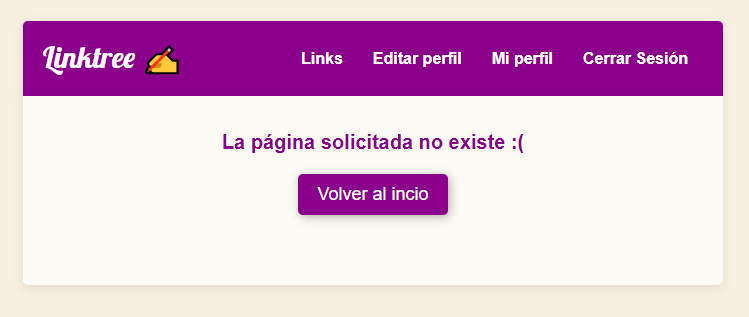 Linktree
Links Editar perfil Mi perfil Cerrar Sesión
La página solicitada no existe :(
Volver al incio